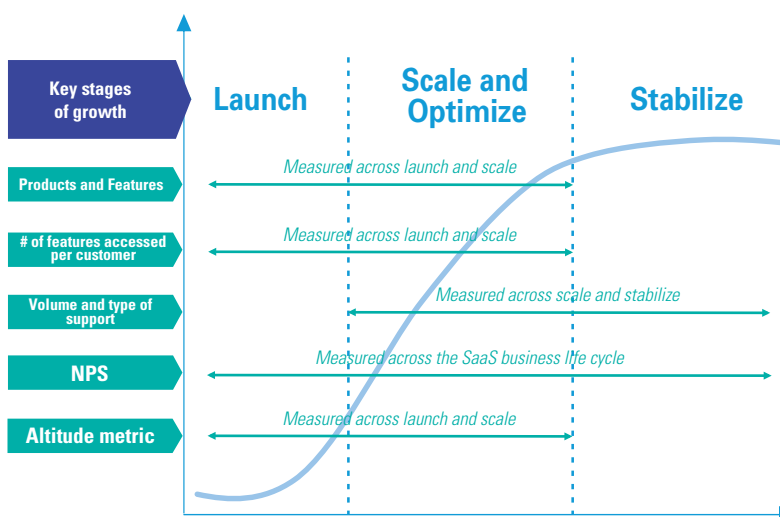 Key stages
of growth
Launch
Scale and
Optimize
Stabilize
Products and Features
Measured across launch and scale
# of features accessed
per customer
Measured across launch and scale
Volume and type of
support
Measured across scale and stabilize
NPS
Measured across the SaaS business life cycle
Altitude metric
Measured across launch and scale